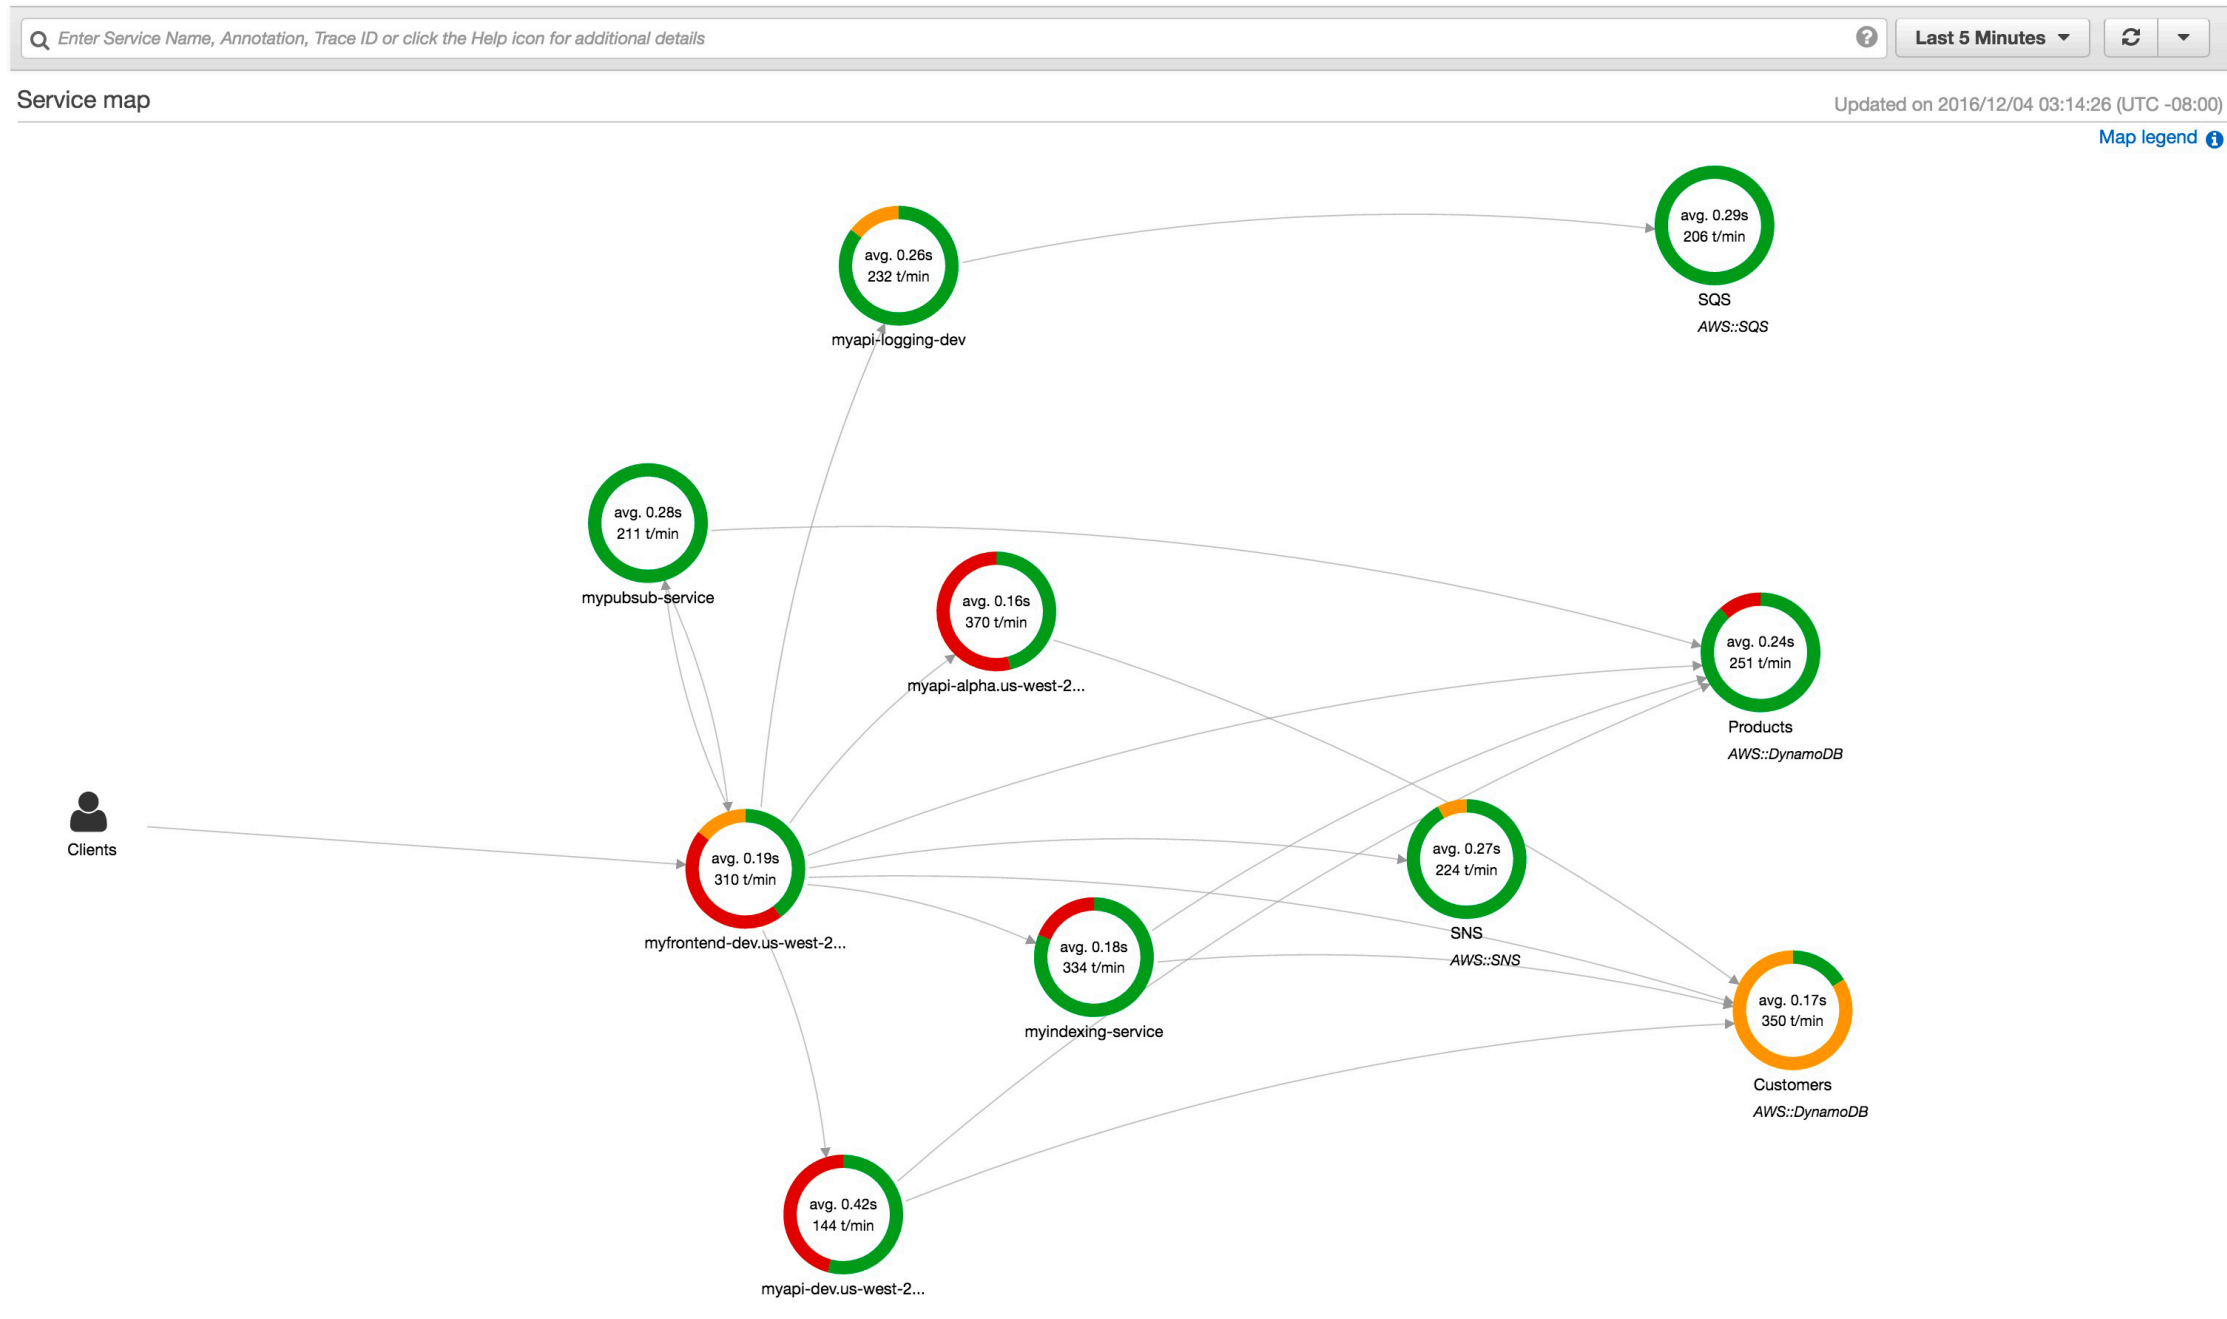 Enter Service Name, Annotation, Trace ID or click the Help icon for additional details
Last 5 Minutes
Service map
Updated on 2016/12/04 03:14:26 (UTC -08:00)
Map legend
avg. 0.29s
206 t/min
SQS
AWS::SQS
avg. 0.26s
232 t/min
myapi-logging-dev
avg. 0.28s
211 t/min
mypubsub-service
avg. 0.16s
370 t/min
myapi-alpha.us-west-2...
avg. 0.24s
251 t/min
Products
AWS::DynamoDB
Clients
avg. 0.19s
310 t/min
myfrontend-dev.us-west-2...
avg. 0.27s
224 t/min
SNS
AWS::SNS
avg. 0.18s
334 t/min
myindexing-service
avg. 0.17s
350 t/min
Customers
AWS::DynamoDB
avg. 0.42s
144 t/min
myapi-dev.us-west-2...